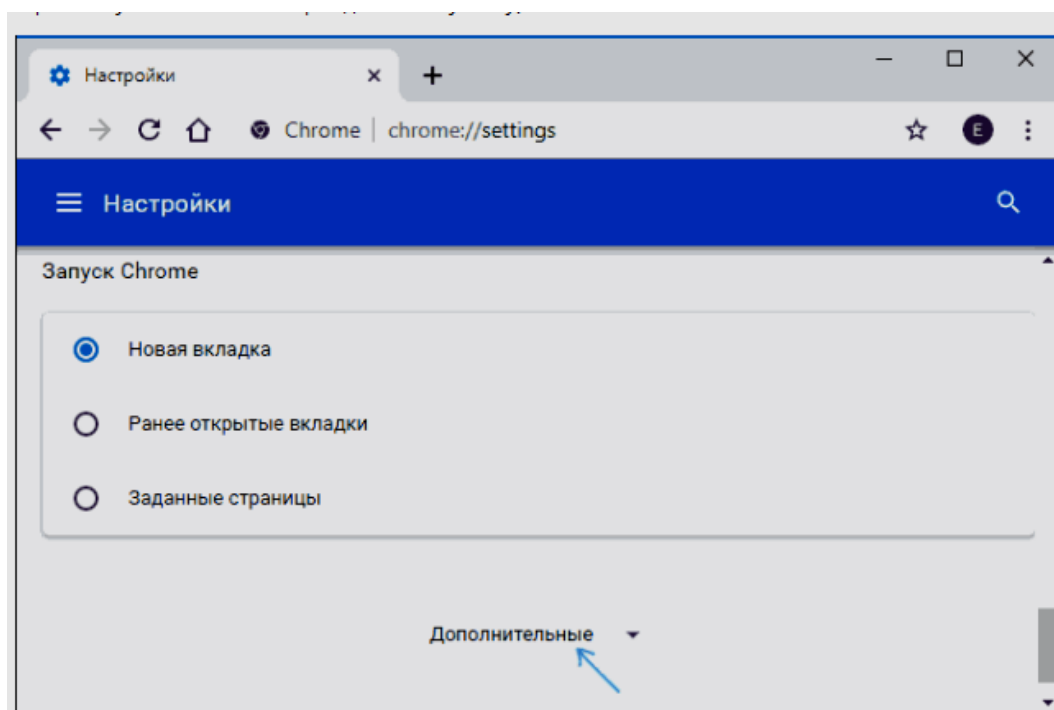 Настройки
Chrome | chrome://settings
E
Настройки
Запуск Chrome
Новая вкладка
Ранее открытые вкладки
Заданные страницы
Дополнительные